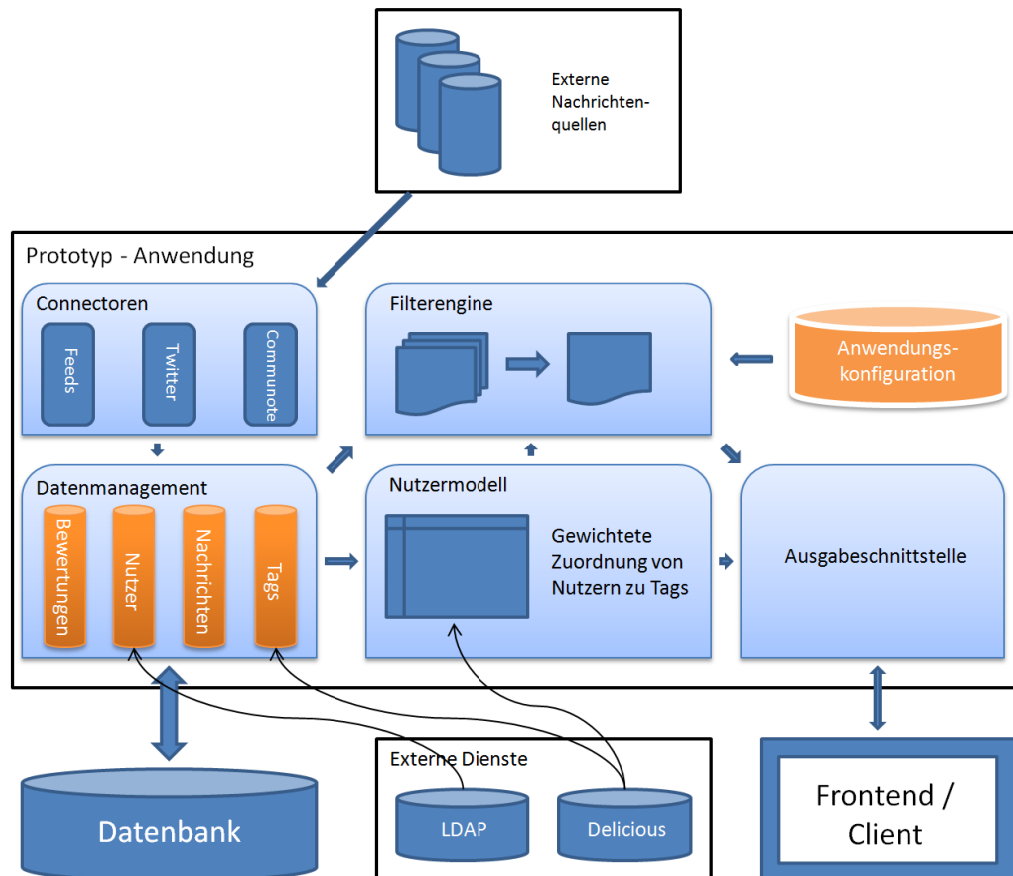 Externe
Nachrichten-
quellen
Prototyp - Anwendung
Connectoren
Feeds
Twitter
Communote
Filterengine
Anwendungs-
konfiguration
Datenmanagement
Bewertungen
Nutzer
Nachrichten
Tags
Nutzermodell
Gewichtete
Zuordnung von
Nutzern zu Tags
Ausgabeschnittstelle
Datenbank
Externe Dienste
LDAP
Delicious
Frontend /
Client